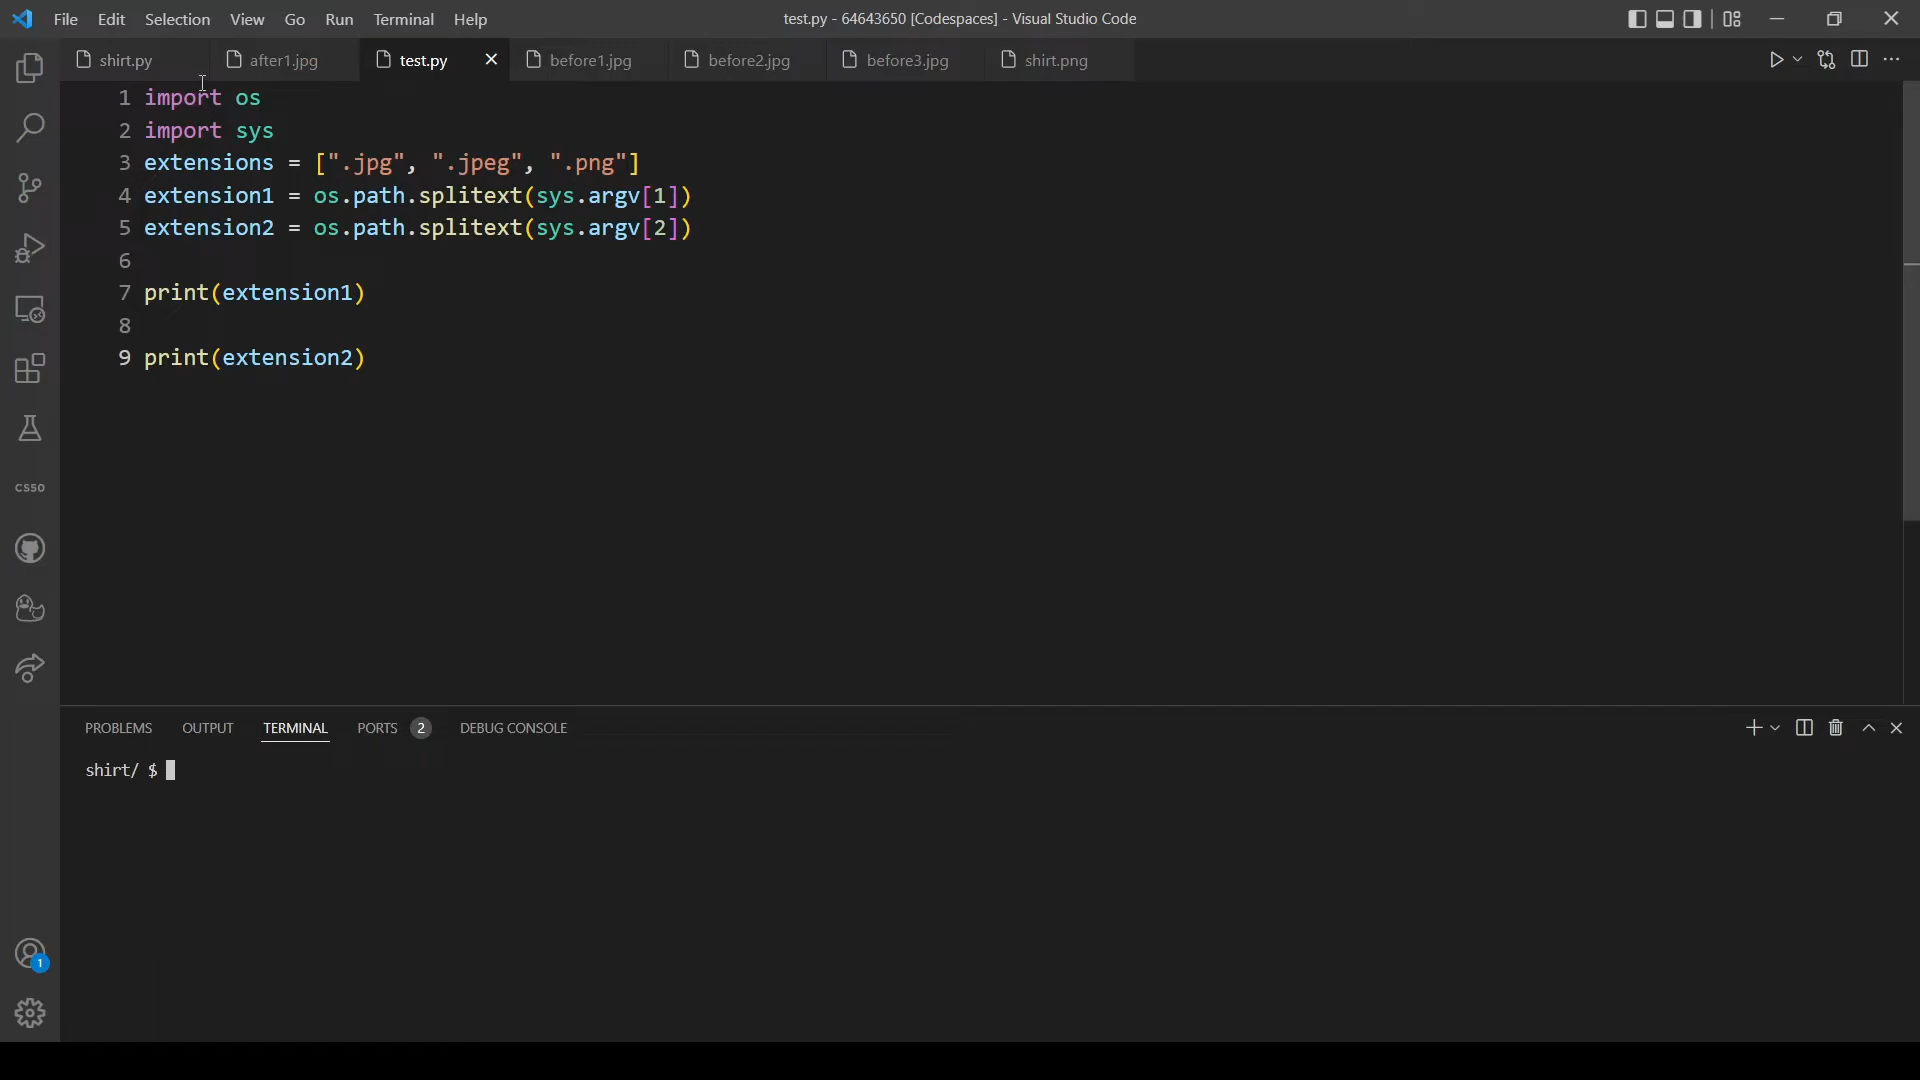 File Edit Selection View Go Run Terminal Help test.py - 64643650 [Codespaces] - Visual Studio Code
shirt.py after1.jpg test.py before1.jpg before2.jpg before3.jpg shirt.png
1 import os
2 import sys
3 extensions = [".jpg", ".jpeg", ".png"]
4 extension1 = os.path.splitext(sys.argv[1])
5 extension2 = os.path.splitext(sys.argv[2])
6
7 print(extension1)
8
9 print(extension2)
CS50
PROBLEMS OUTPUT TERMINAL PORTS 2 DEBUG CONSOLE
shirt/ $
1